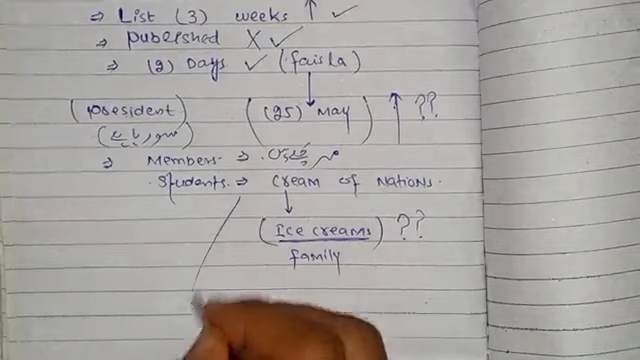 ⇒ List (3) weeks ↑ ✓
⇒ published X ✓
⇒ (2) Days ✓ (faisla)
(president) ((25) May) ↑ ??
⇒ Members ⇒
Students ⇒ cream of Nations.
(Ice creams) ??
family